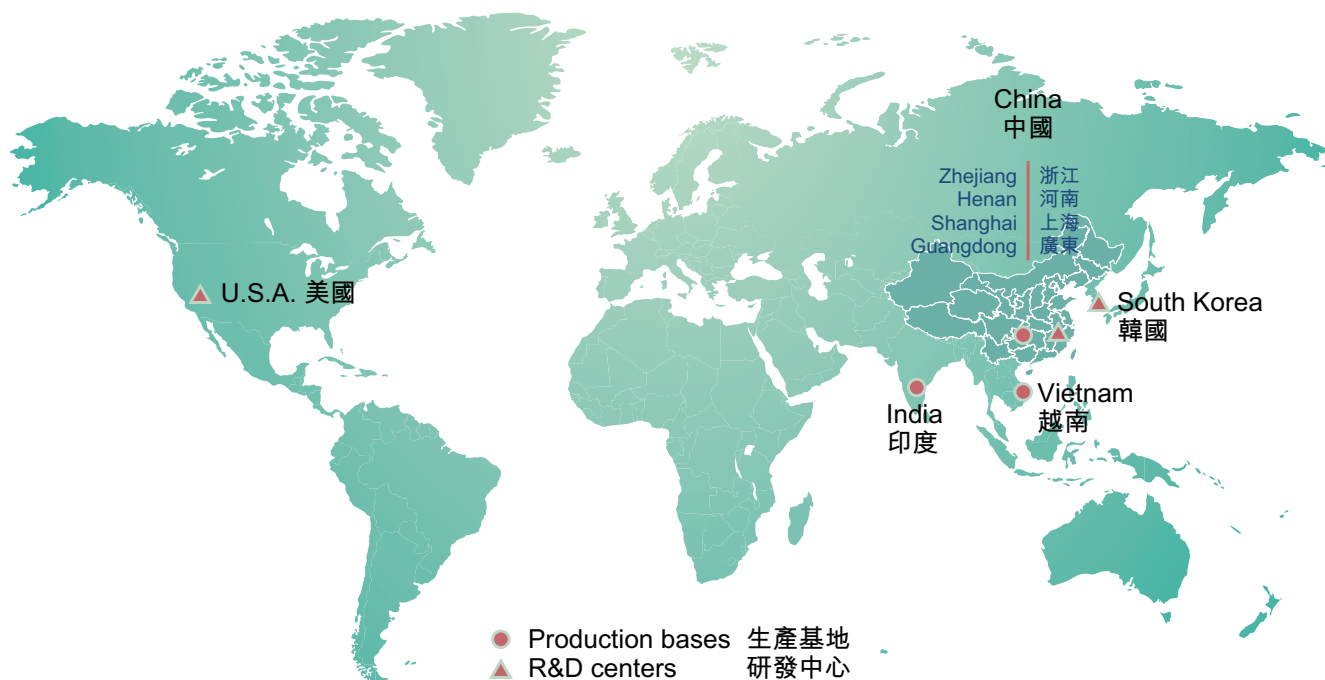 China
中國
Zhejiang 浙江
Henan 河南
Shanghai 上海
Guangdong 廣東
U.S.A. 美國
South Korea
韓國
India
印度
Vietnam
越南
Production bases 生產基地
R&D centers 研發中心